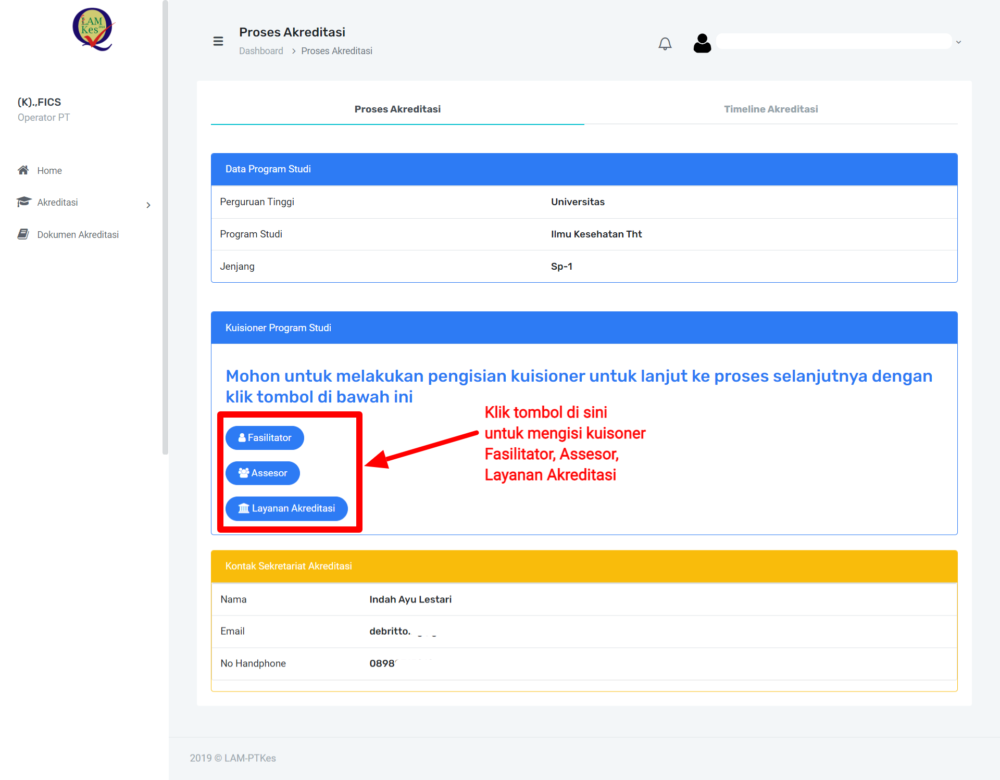 LAM
Kes
Proses Akreditasi
Dashboard > Proses Akreditasi
(K).,FICS
Operator PT
Home
Akreditasi
Dokumen Akreditasi
Proses Akreditasi
Timeline Akreditasi
Data Program Studi
Perguruan Tinggi Universitas
Program Studi Ilmu Kesehatan Tht
Jenjang Sp-1
Kuisioner Program Studi
Mohon untuk melakukan pengisian kuisioner untuk lanjut ke proses selanjutnya dengan
klik tombol di bawah ini
Fasilitator
Assesor
Layanan Akreditasi
Klik tombol di sini
untuk mengisi kuisoner
Fasilitator, Assesor,
Layanan Akreditasi
Kontak Sekretariat Akreditasi
Nama Indah Ayu Lestari
Email debritto.
No Handphone 0898
2019 © LAM-PTKes